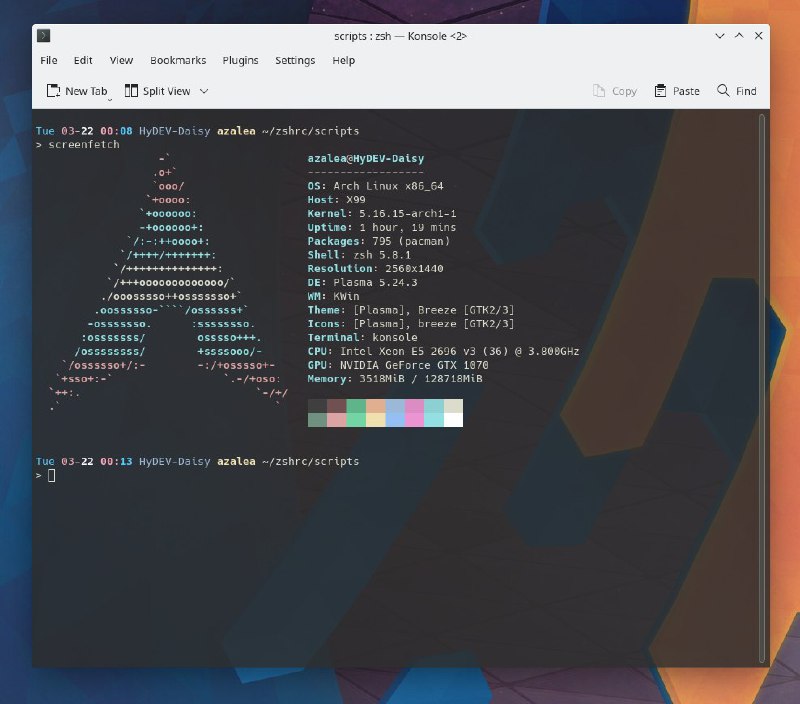 scripts : zsh — Konsole <2>
File Edit View Bookmarks Plugins Settings Help
New Tab Split View Copy Paste Find
Tue 03-22 00:08 HyDEV-Daisy azalea ~/zshrc/scripts
> screenfetch
-` azalea@HyDEV-Daisy
.o+` ------------------
`ooo/ OS: Arch Linux x86_64
`+oooo: Host: X99
`+oooooo: Kernel: 5.16.15-arch1-1
-+oooooo+: Uptime: 1 hour, 19 mins
`/:-:++oooo+: Packages: 795 (pacman)
`/++++/+++++++: Shell: zsh 5.8.1
`/++++++++++++++: Resolution: 2560x1440
`/+++ooooooooooooo/` DE: Plasma 5.24.3
./ooosssso++osssssso+` WM: KWin
.oossssso-````/ossssss+` Theme: [Plasma], Breeze [GTK2/3]
-osssssso. :ssssssso. Icons: [Plasma], breeze [GTK2/3]
:osssssss/ osssso+++. Terminal: konsole
/ossssssss/ +ssssooo/- CPU: Intel Xeon E5 2696 v3 (36) @ 3.800GHz
`/ossssso+/:- -:/+osssso+- GPU: NVIDIA GeForce GTX 1070
`+sso+:-` `.-/+oso: Memory: 3518MiB / 128718MiB
`++:. `-/+/
.` `
Tue 03-22 00:13 HyDEV-Daisy azalea ~/zshrc/scripts
>